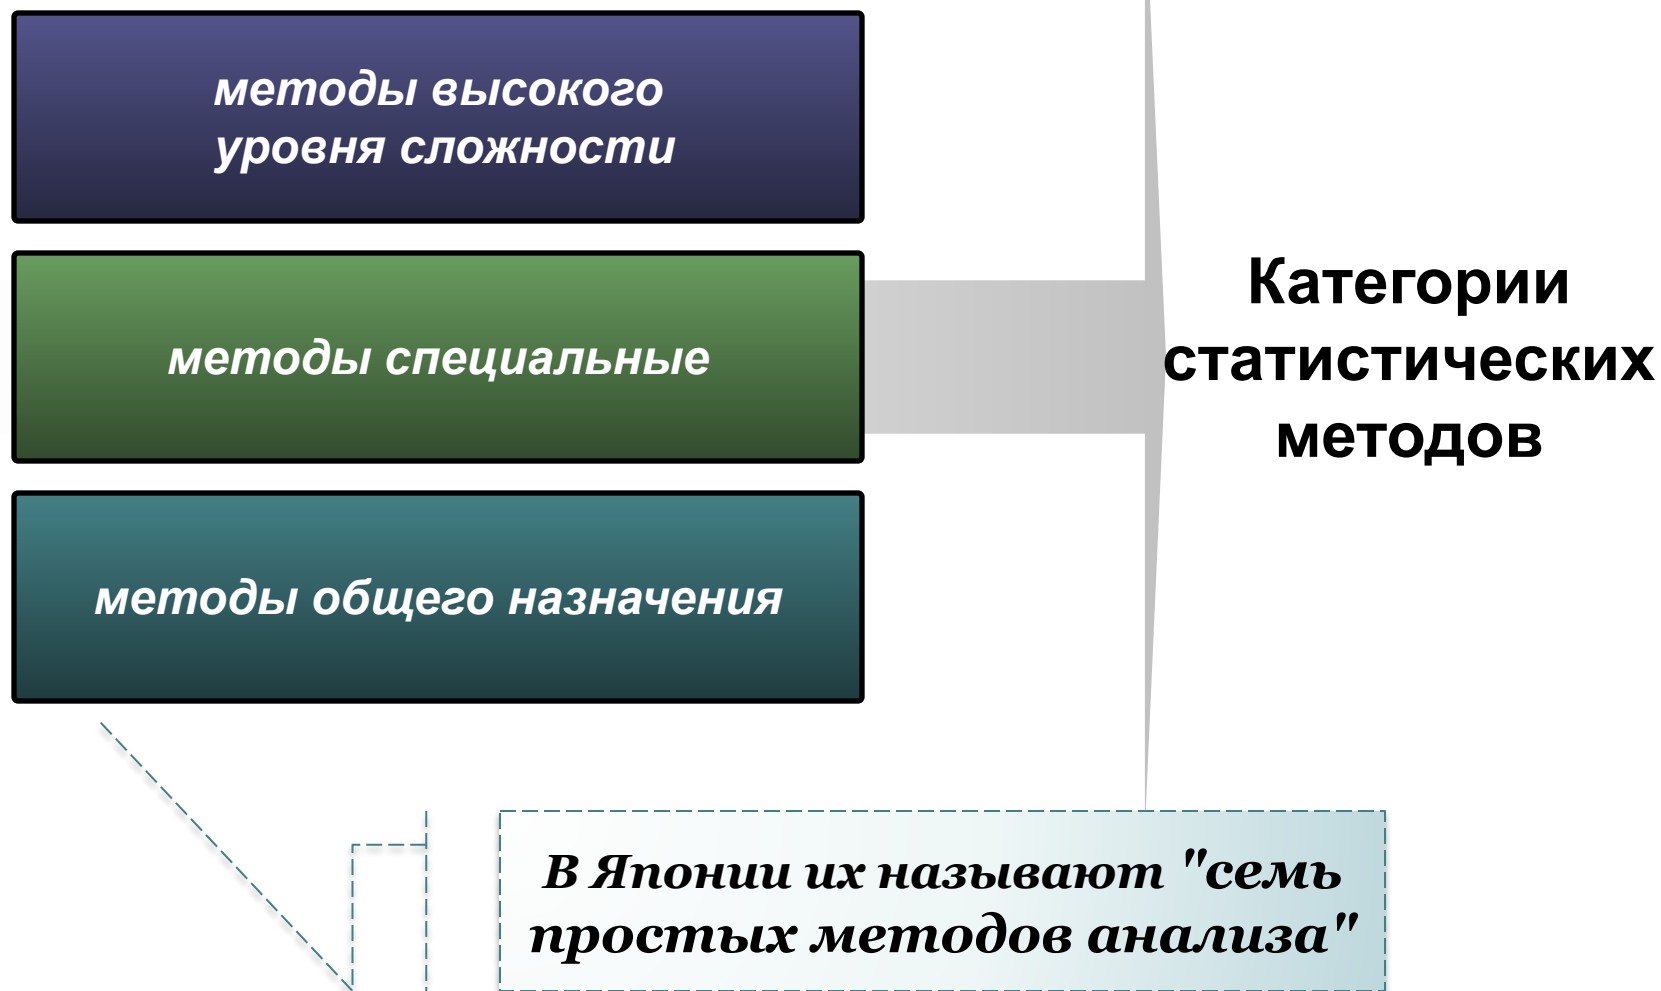 методы высокого
уровня сложности
методы специальные
методы общего назначения
Категории
статистических
методов
В Японии их называют "семь
простых методов анализа"